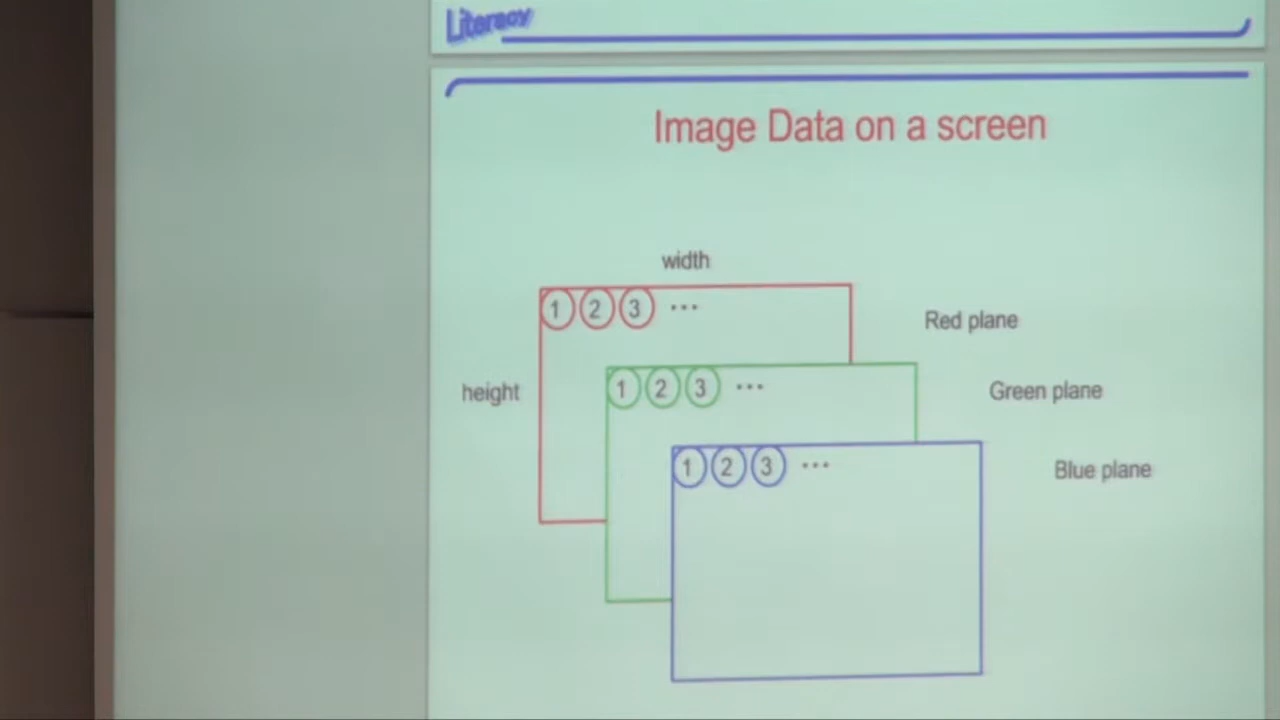 Literacy
Image Data on a screen
width
1 2 3 ...
Red plane
height
1 2 3 ...
Green plane
1 2 3 ...
Blue plane